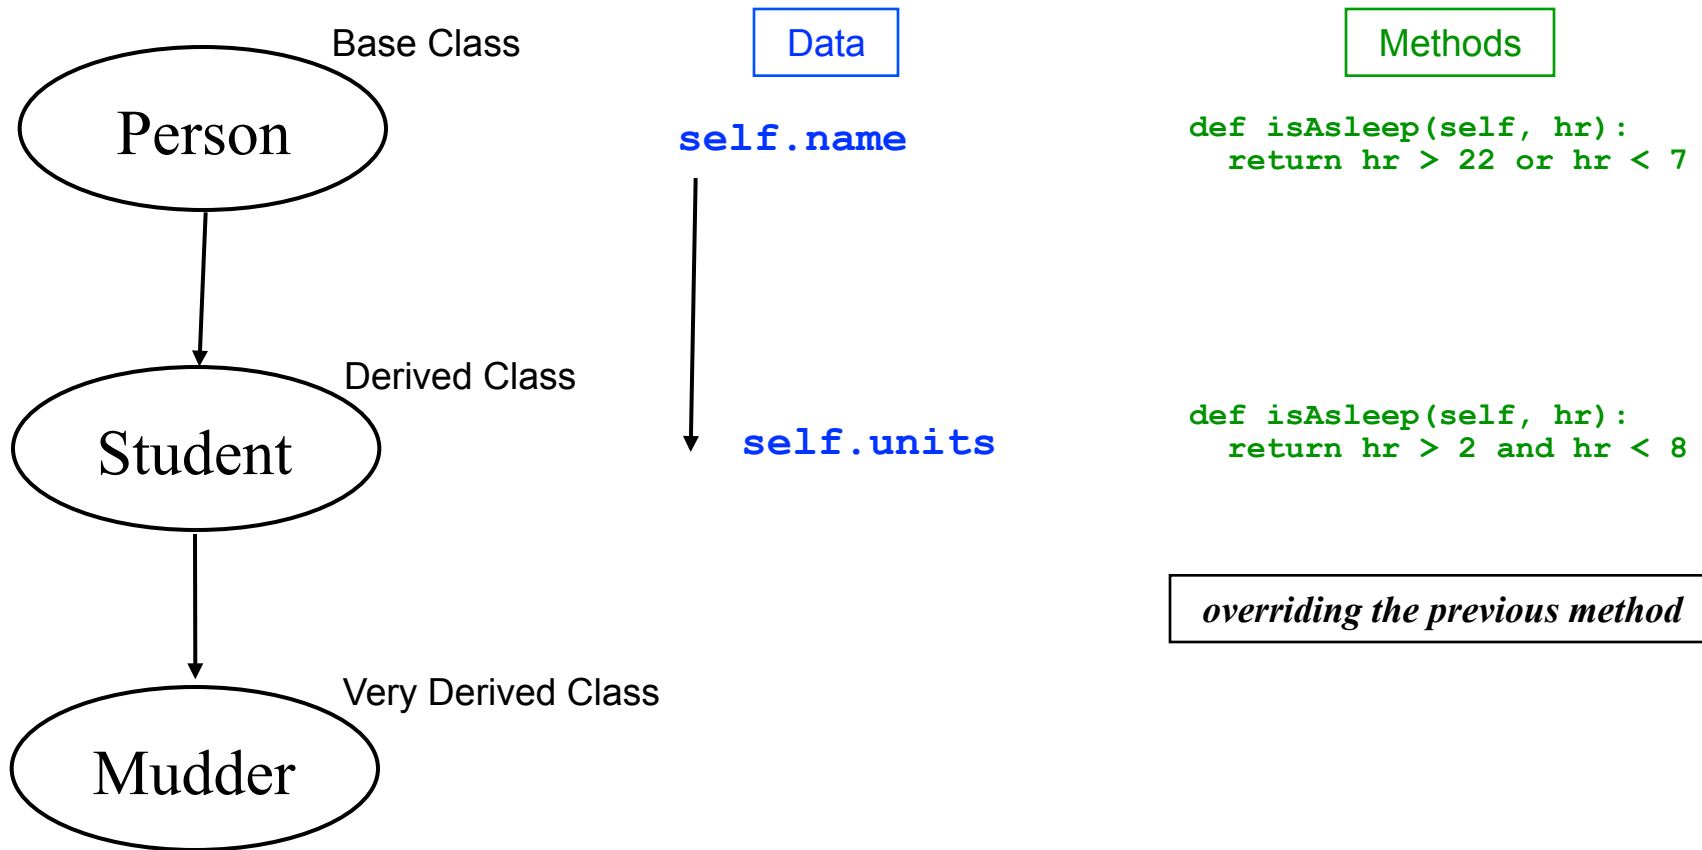 Base Class
Data
Methods
Person
self.name
def isAsleep(self, hr):
  return hr > 22 or hr < 7
Derived Class
Student
self.units
def isAsleep(self, hr):
  return hr > 2 and hr < 8
overriding the previous method
Very Derived Class
Mudder